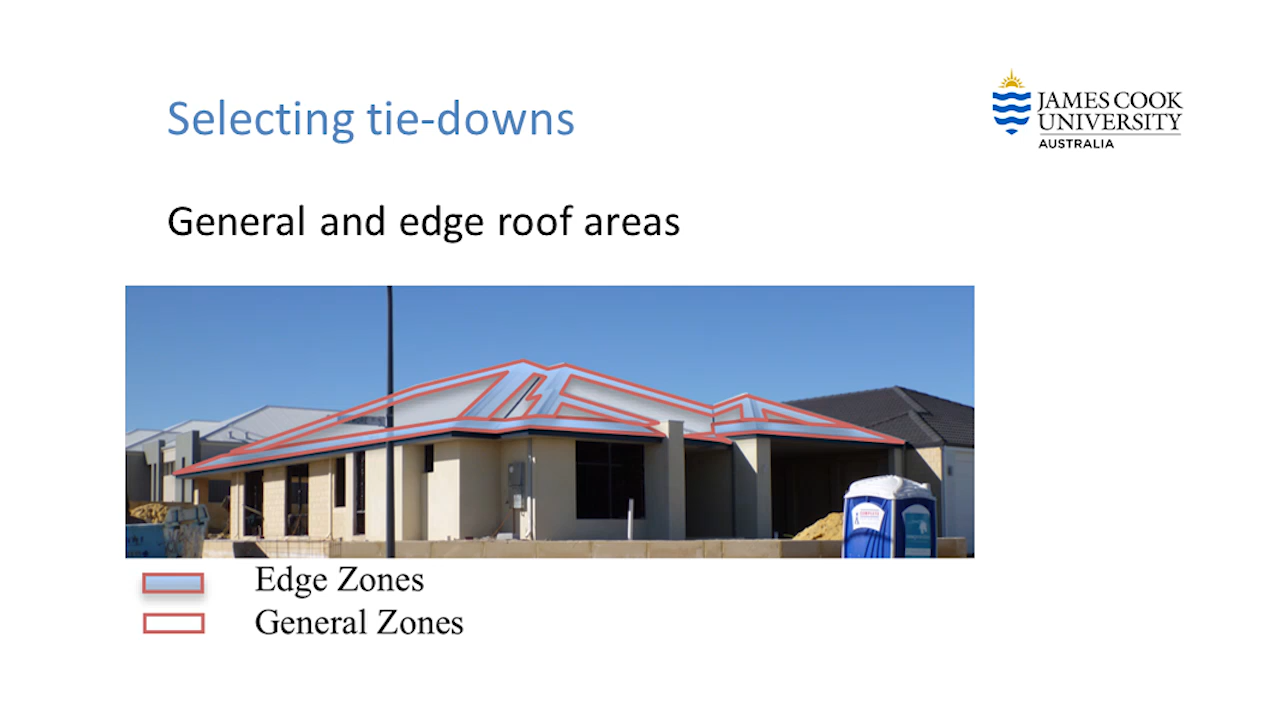 Selecting tie-downs
JAMES COOK
UNIVERSITY
AUSTRALIA
General and edge roof areas
Edge Zones
General Zones